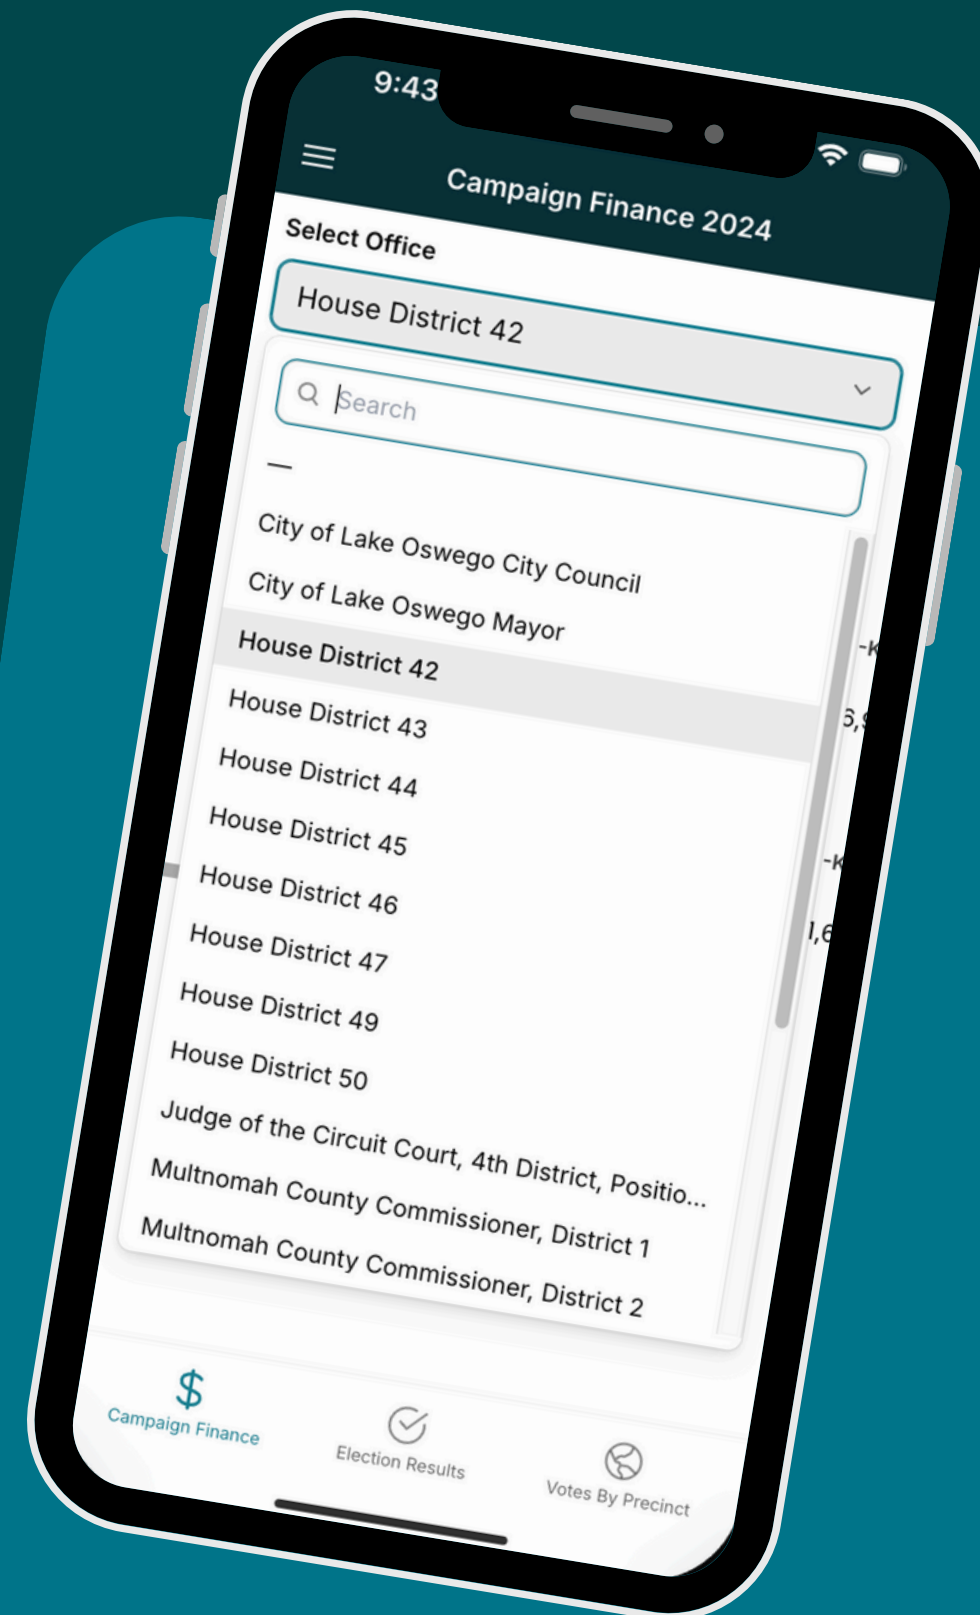 9:43
Campaign Finance 2024
Select Office
House District 42
Search
—
City of Lake Oswego City Council
City of Lake Oswego Mayor
House District 42
House District 43
House District 44
House District 45
House District 46
House District 47
House District 49
House District 50
Judge of the Circuit Court, 4th District, Positio...
Multnomah County Commissioner, District 1
Multnomah County Commissioner, District 2
$
Campaign Finance
Election Results
Votes By Precinct